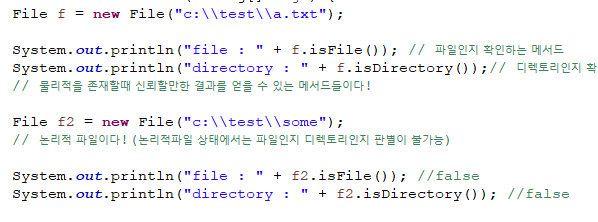 File f = new File("c:\\test\\a.txt");
System.out.println("file : " + f.isFile()); // 파일인지 확인하는 메서드
System.out.println("directory : " + f.isDirectory());// 디렉토리인지 확
// 물리적을 존재할때 신뢰할만한 결과를 얻을 수 있는 메서드들이다!
File f2 = new File("c:\\test\\some");
// 논리적 파일이다! (논리적파일 상태에서는 파일인지 디렉토리인지 판별이 불가능)
System.out.println("file : " + f2.isFile()); //false
System.out.println("directory : " + f2.isDirectory()); //false